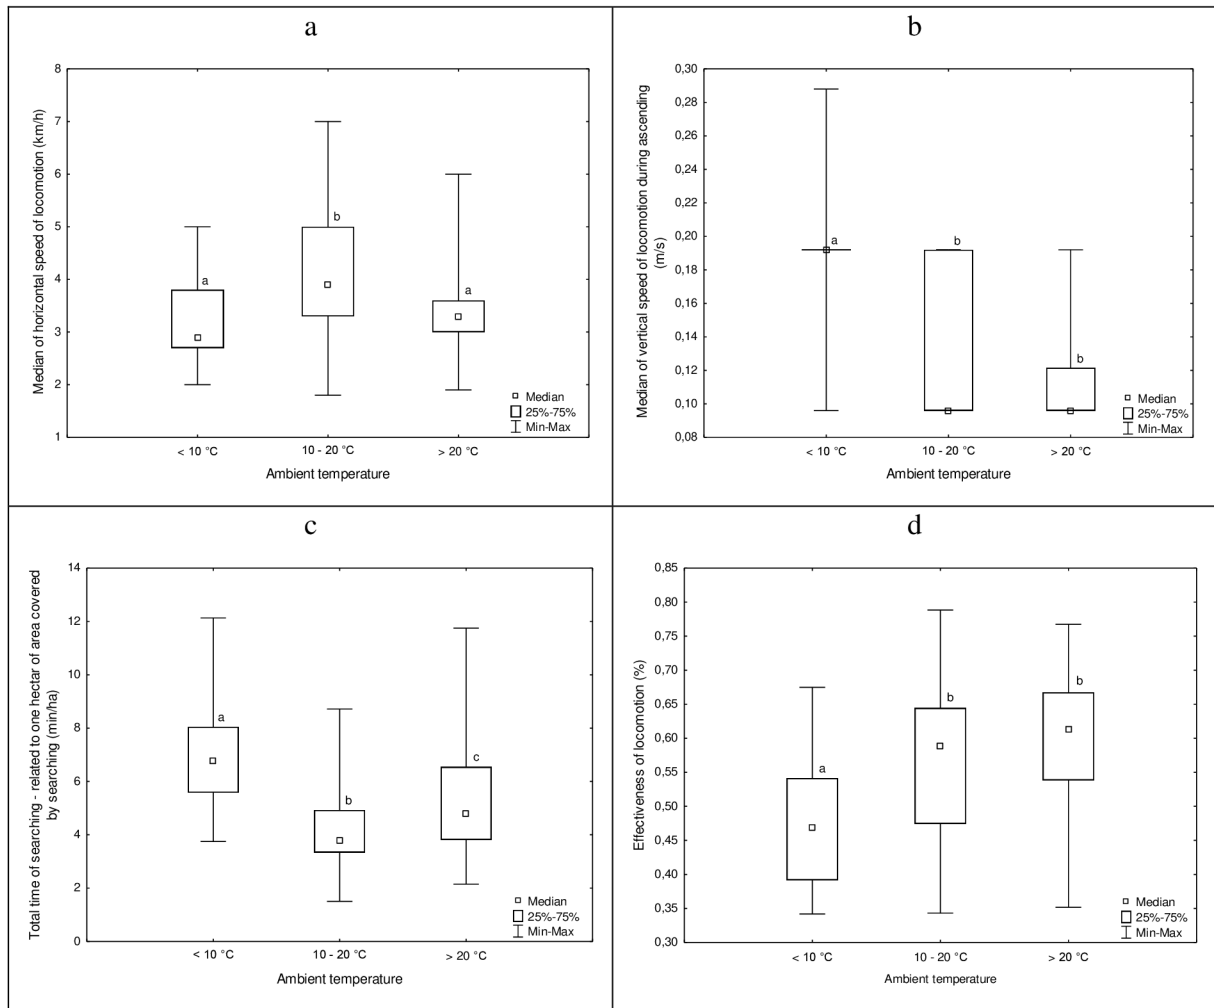 a
Median of horizontal speed of locomotion (km/h)
8
7
6
5
4
3
2
1
a
b
a
Median
25%-75%
Min-Max
< 10 °C
10 - 20 °C
> 20 °C
Ambient temperature
b
Median of vertical speed of locomotion during ascending
(m/s)
0,30
0,28
0,26
0,24
0,22
0,20
0,18
0,16
0,14
0,12
0,10
0,08
a
b
b
Median
25%-75%
Min-Max
< 10 °C
10 - 20 °C
> 20 °C
Ambient temperature
c
Total time of searching - related to one hectar of area covered
by searching (min/ha)
14
12
10
8
6
4
2
0
a
b
c
Median
25%-75%
Min-Max
< 10 °C
10 - 20 °C
> 20 °C
Ambient temperature
d
Effectiveness of locomotion (%)
0,85
0,80
0,75
0,70
0,65
0,60
0,55
0,50
0,45
0,40
0,35
0,30
a
b
b
Median
25%-75%
Min-Max
< 10 °C
10 - 20 °C
> 20 °C
Ambient temperature